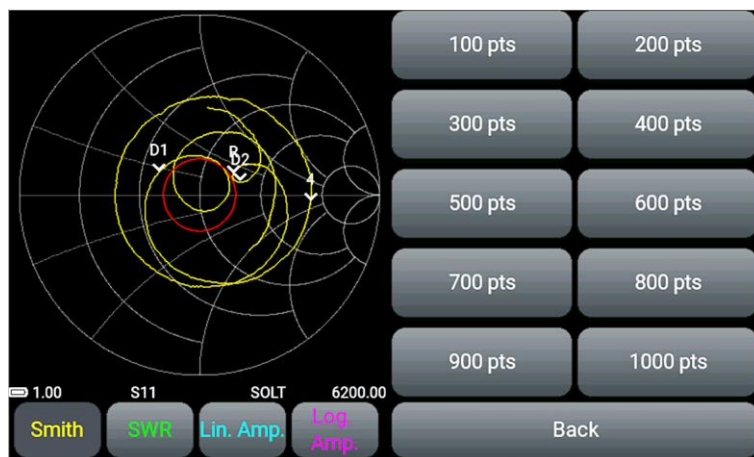 100 pts
200 pts
300 pts
400 pts
500 pts
600 pts
700 pts
800 pts
900 pts
1000 pts
D1
R
D2
4
1.00 S11 SOLT 6200.00
Smith
SWR
Lin. Amp.
Log.
Amp.
Back